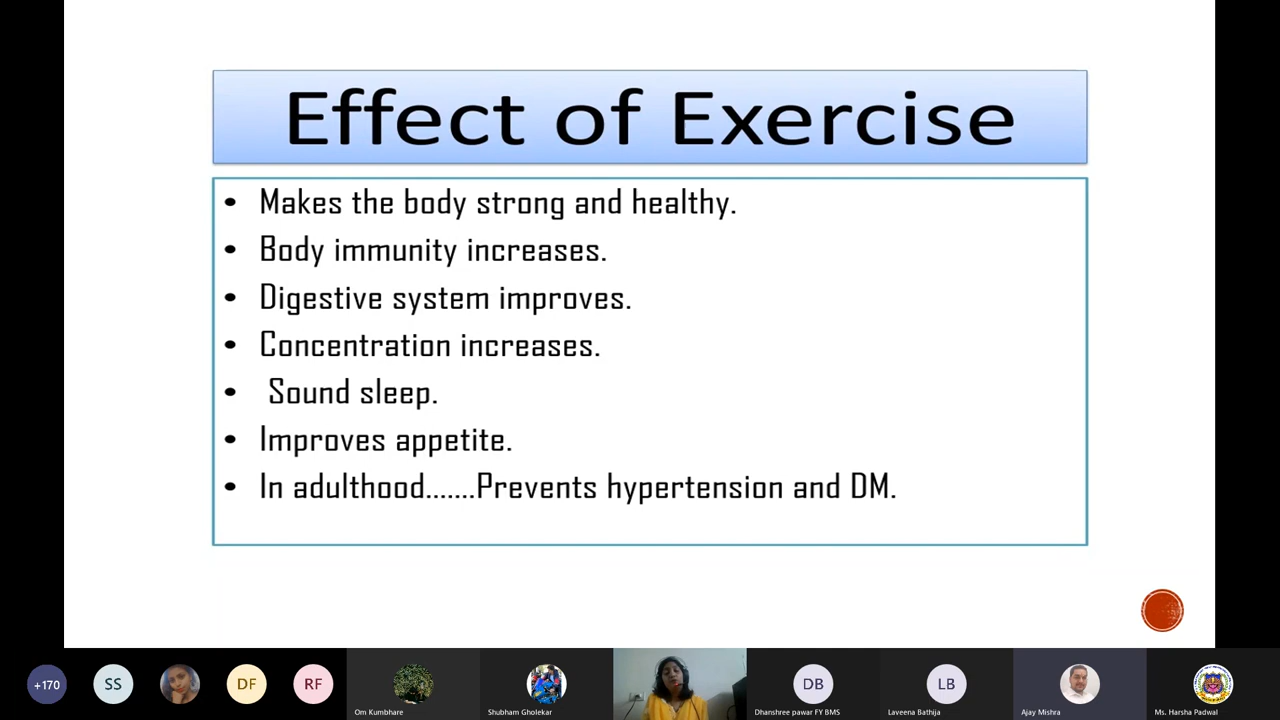 Effect of Exercise
• Makes the body strong and healthy.
• Body immunity increases.
• Digestive system improves.
• Concentration increases.
• Sound sleep.
• Improves appetite.
• In adulthood.......Prevents hypertension and DM.
+170
SS
DF
RF
DB
LB
Om Kumbhare
Shubham Gholekar
Dhanshree pawar FY BMS
Laveena Bathija
Ajay Mishra
Ms. Harsha Padwal